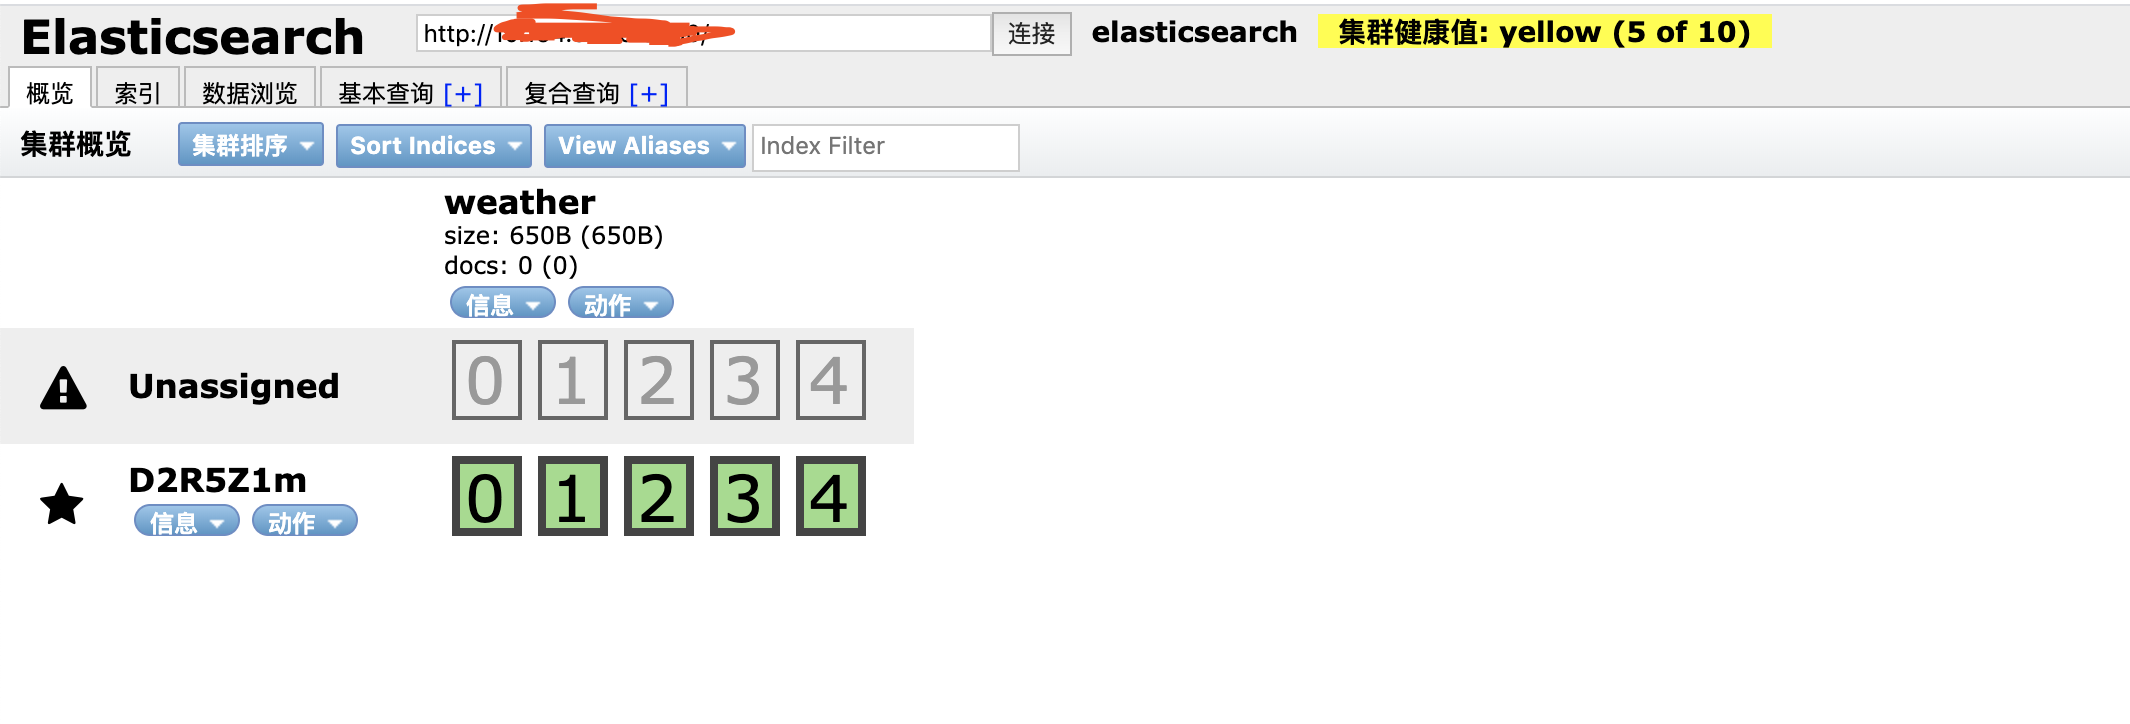 Elasticsearch
http://
连接
elasticsearch
集群健康值: yellow (5 of 10)
概览
索引
数据浏览
基本查询 [+]
复合查询 [+]
集群概览
集群排序
Sort Indices
View Aliases
Index Filter
weather
size: 650B (650B)
docs: 0 (0)
信息
动作
Unassigned
0 1 2 3 4
D2R5Z1m
信息
动作
0 1 2 3 4